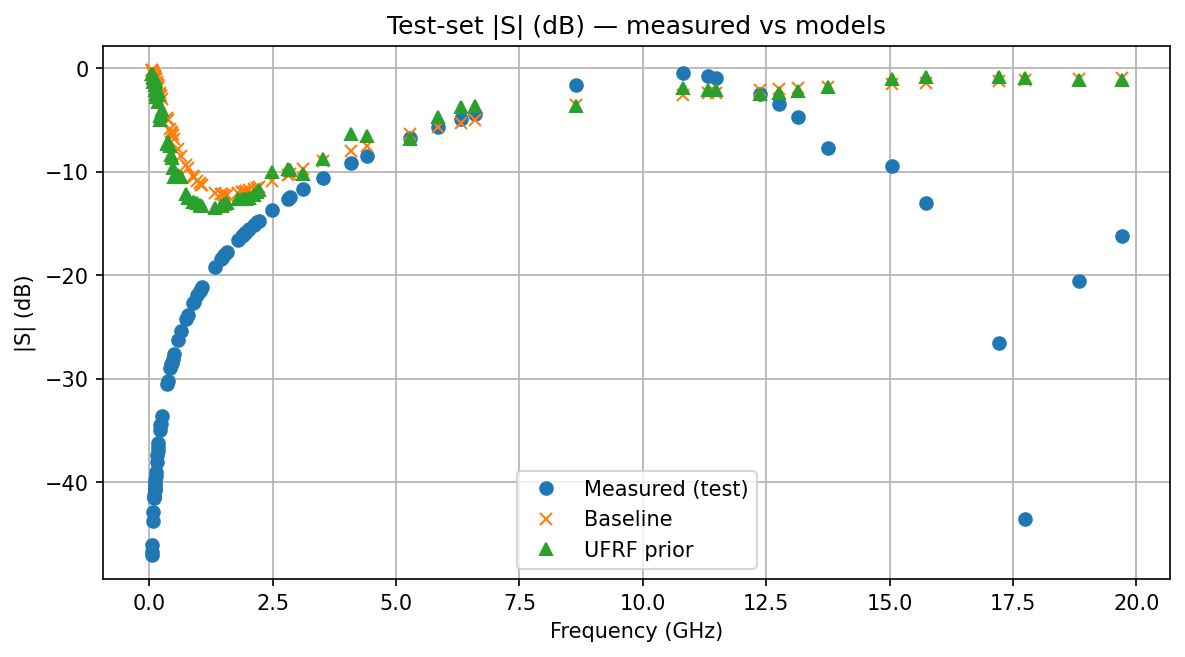 Test-set |S| (dB) — measured vs models
|S| (dB)
0
−10
−20
−30
−40
Measured (test)
Baseline
UFRF prior
0.0 2.5 5.0 7.5 10.0 12.5 15.0 17.5 20.0
Frequency (GHz)